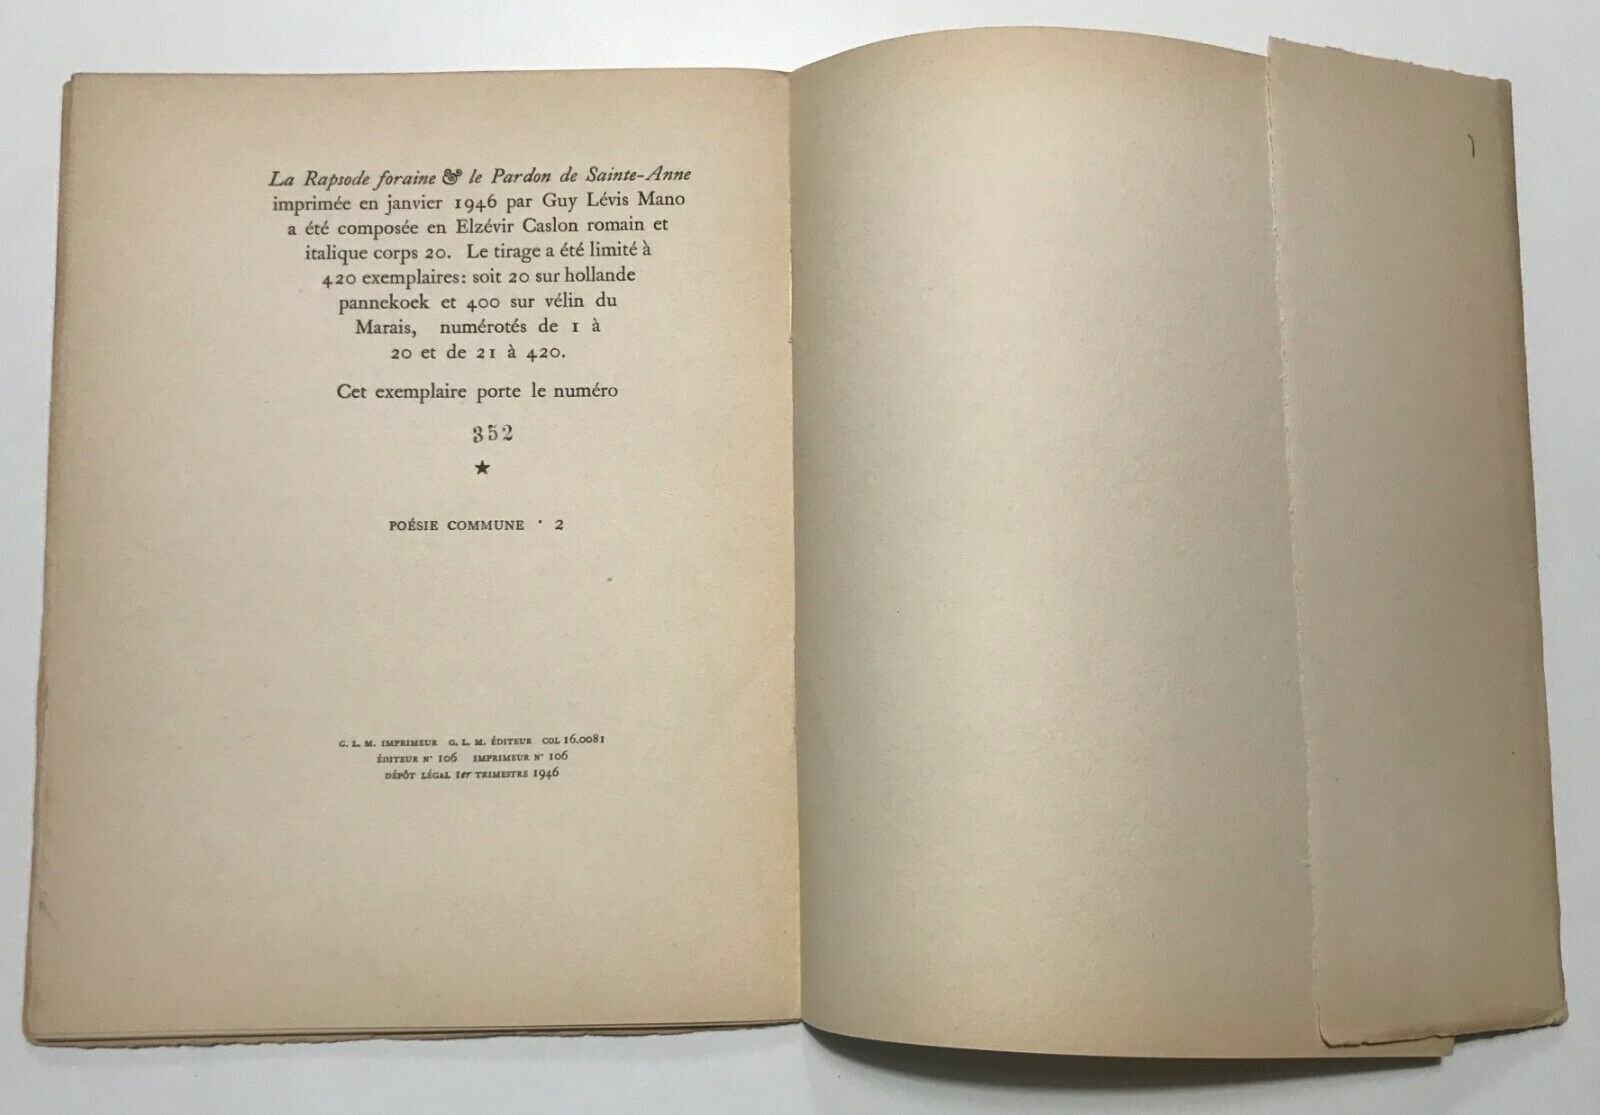 La Rapsode foraine & le Pardon de Sainte-Anne
imprimée en janvier 1946 par Guy Lévis Mano
a été composée en Elzévir Caslon romain et
italique corps 20. Le tirage a été limité à
420 exemplaires: soit 20 sur hollande
pannekoek et 400 sur vélin du
Marais, numérotés de 1 à
20 et de 21 à 420.
Cet exemplaire porte le numéro
352
★
POÉSIE COMMUNE · 2
G. L. M. IMPRIMEUR G. L. M. ÉDITEUR COL 16.0081
ÉDITEUR N° 106 IMPRIMEUR N° 106
DÉPÔT LÉGAL 1er TRIMESTRE 1946